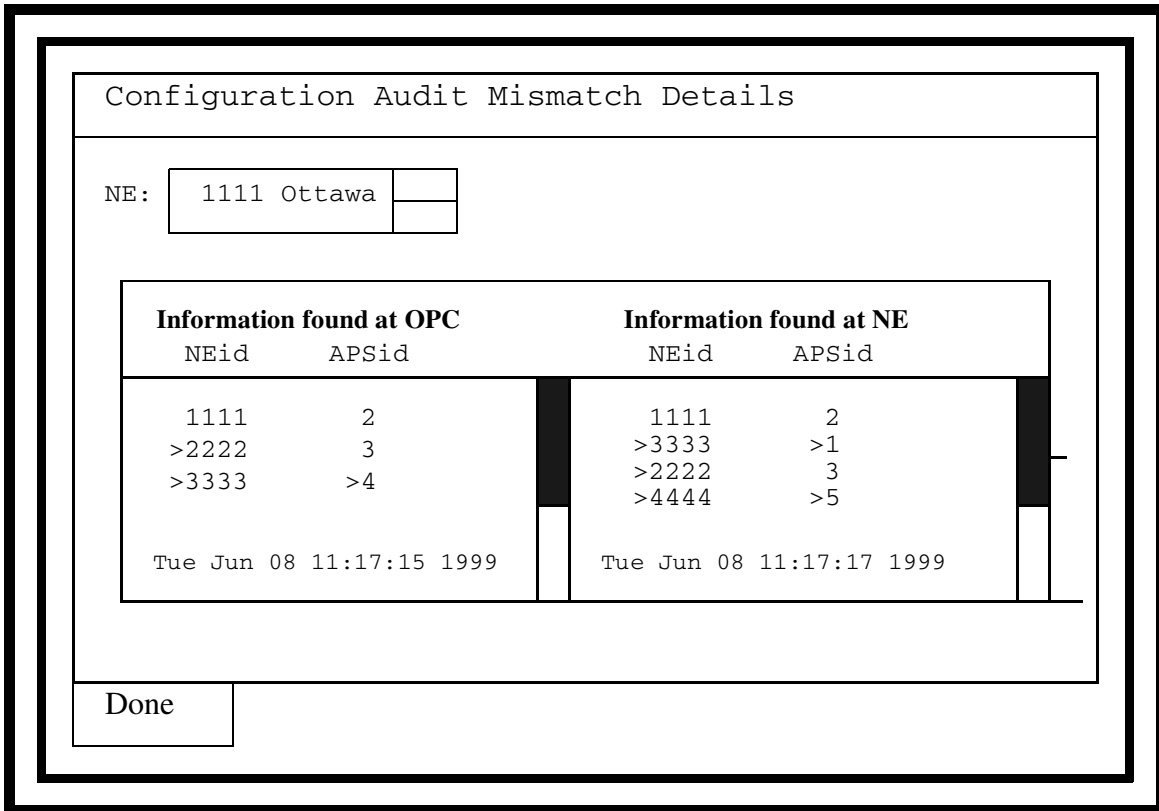 Configuration Audit Mismatch Details
NE: 1111 Ottawa
Information found at OPC
NEid APSid
1111 2
>2222 3
>3333 >4
Tue Jun 08 11:17:15 1999
Information found at NE
NEid APSid
1111 2
>3333 >1
>2222 3
>4444 >5
Tue Jun 08 11:17:17 1999
Done